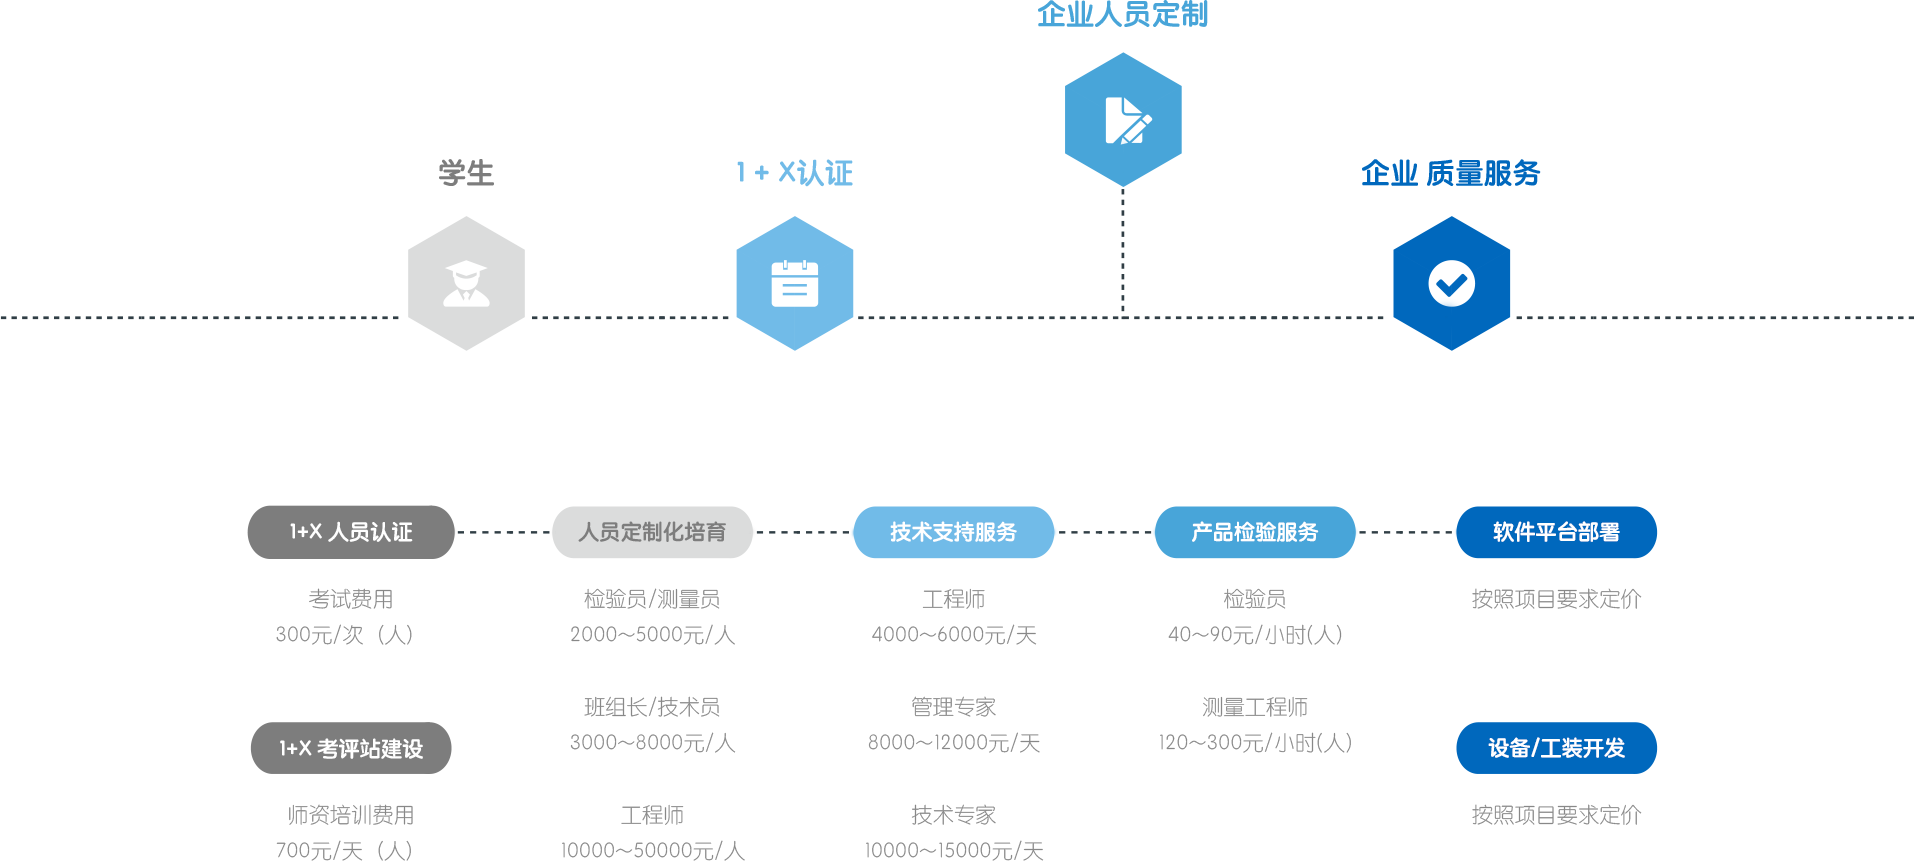 企业人员定制
学生
1 + X认证
企业 质量服务
1+X 人员认证
人员定制化培育
技术支持服务
产品检验服务
软件平台部署
考试费用
300元/次（人）
检验员/测量员
2000～5000元/人
工程师
4000～6000元/天
检验员
40～90元/小时(人)
按照项目要求定价
班组长/技术员
3000～8000元/人
管理专家
8000～12000元/天
测量工程师
120～300元/小时(人)
1+X 考评站建设
设备/工装开发
师资培训费用
700元/天（人）
工程师
10000～50000元/人
技术专家
10000～15000元/天
按照项目要求定价